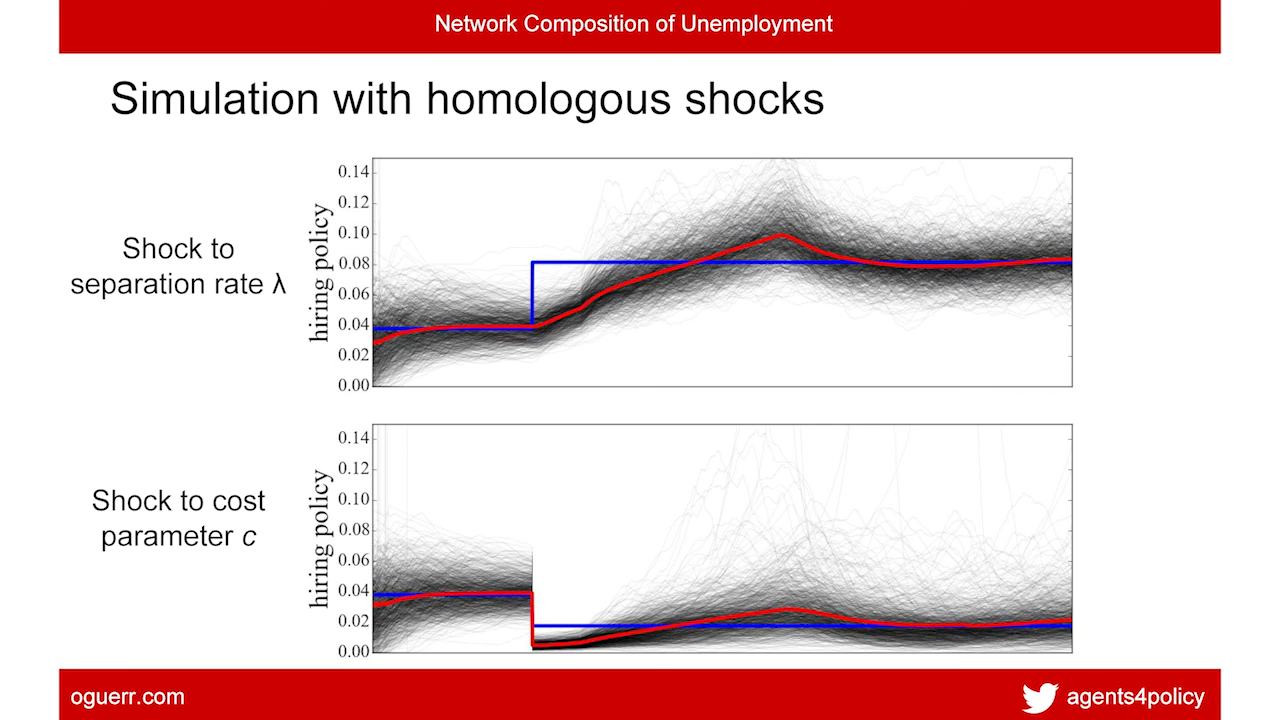 Network Composition of Unemployment
Simulation with homologous shocks
Shock to
separation rate λ
hiring policy
0.14
0.12
0.10
0.08
0.06
0.04
0.02
0.00
Shock to cost
parameter c
hiring policy
0.14
0.12
0.10
0.08
0.06
0.04
0.02
0.00
oguerr.com
agents4policy